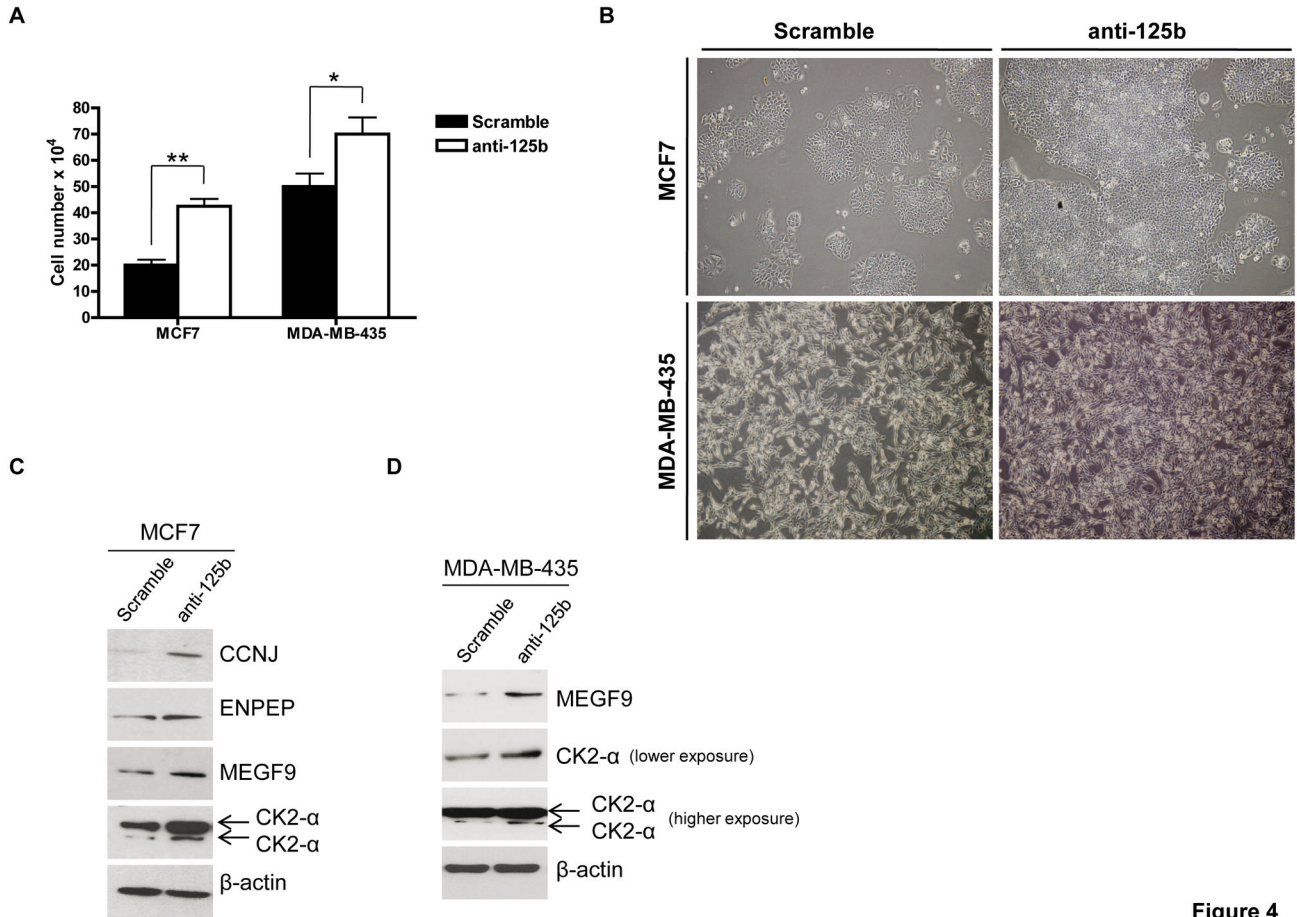 A
B
Scramble
anti-125b
*
**
80
70
60
50
40
30
20
10
0
Cell number x 10⁴
Scramble
anti-125b
MCF7
MDA-MB-435
MCF7
MDA-MB-435
C
MCF7
Scramble
anti-125b
CCNJ
ENPEP
MEGF9
CK2-α
CK2-α
β-actin
D
MDA-MB-435
Scramble
anti-125b
MEGF9
CK2-α (lower exposure)
CK2-α
CK2-α
(higher exposure)
β-actin
Figure 4